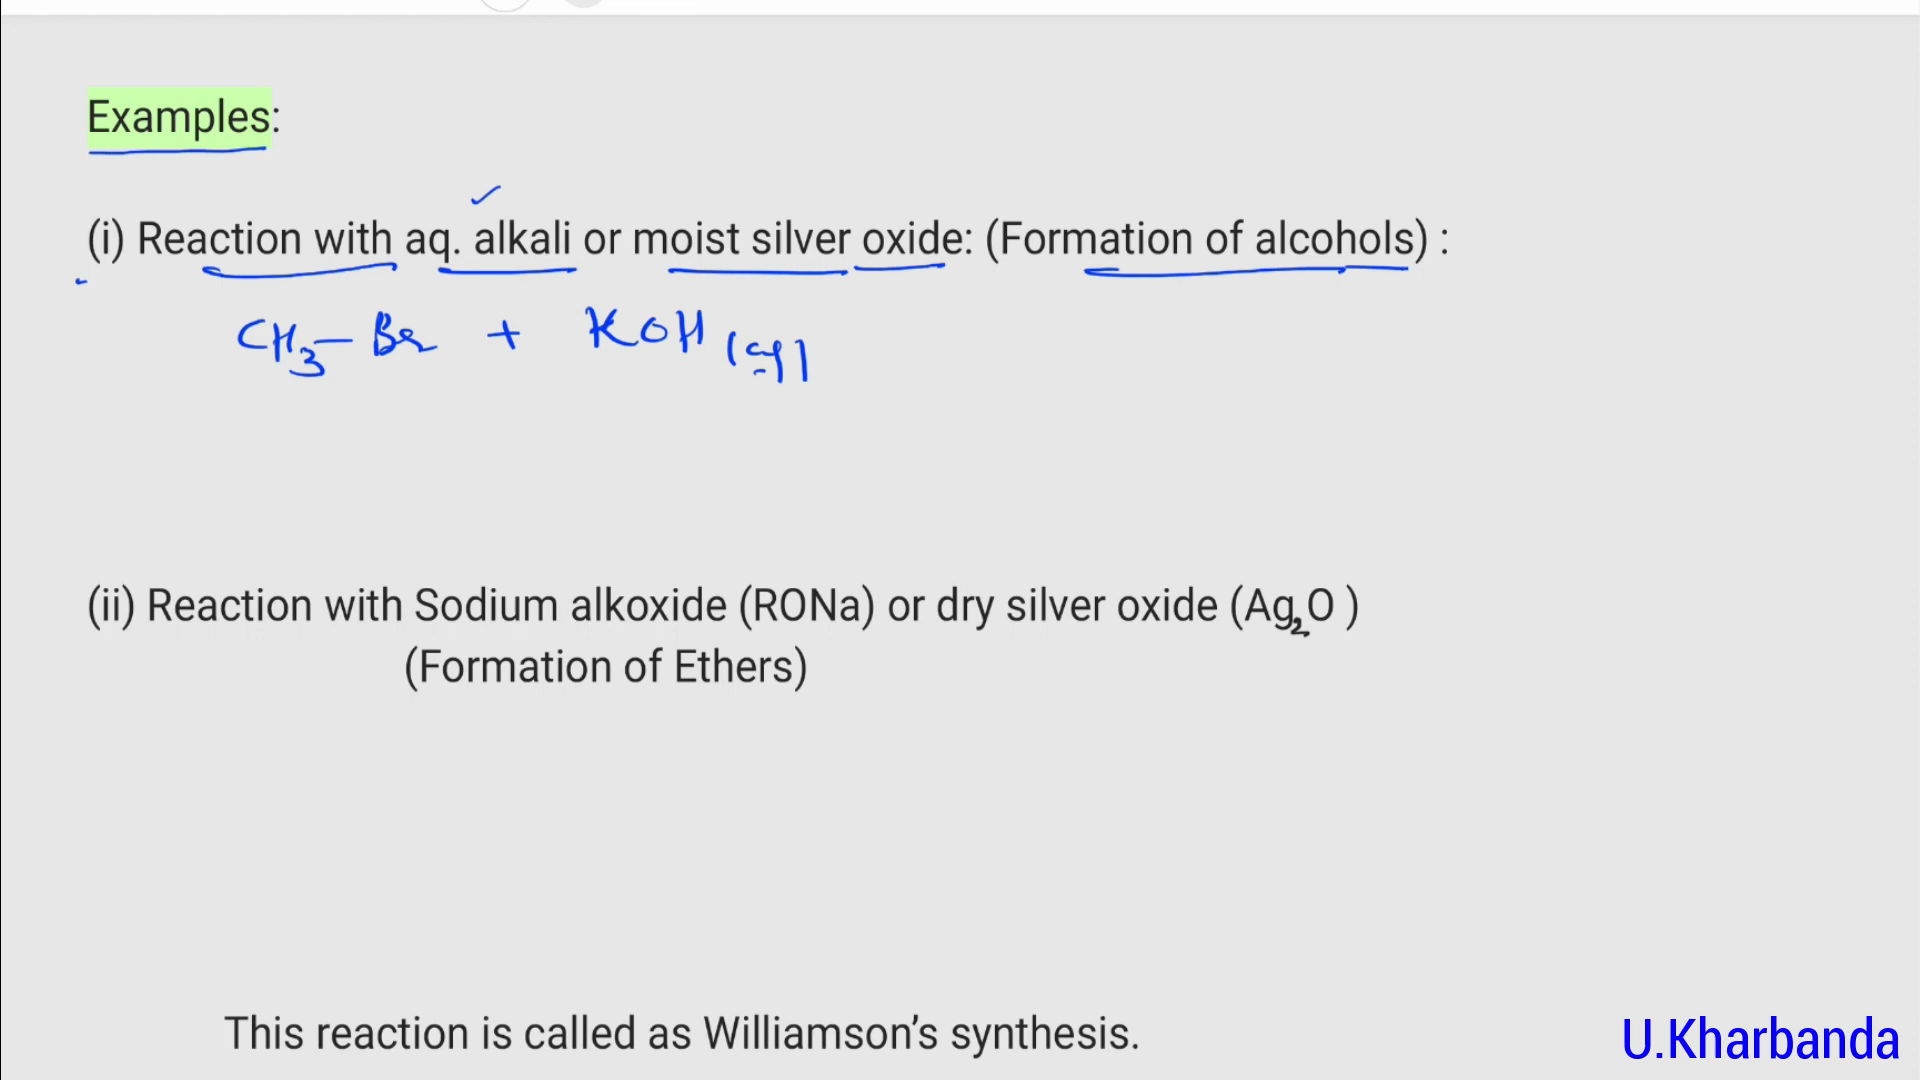 Examples:
(i) Reaction with aq. alkali or moist silver oxide: (Formation of alcohols) :
CH₃-Br + KOH (aq)
(ii) Reaction with Sodium alkoxide (RONa) or dry silver oxide (Ag₂O )
(Formation of Ethers)
This reaction is called as Williamson’s synthesis.
U.Kharbanda